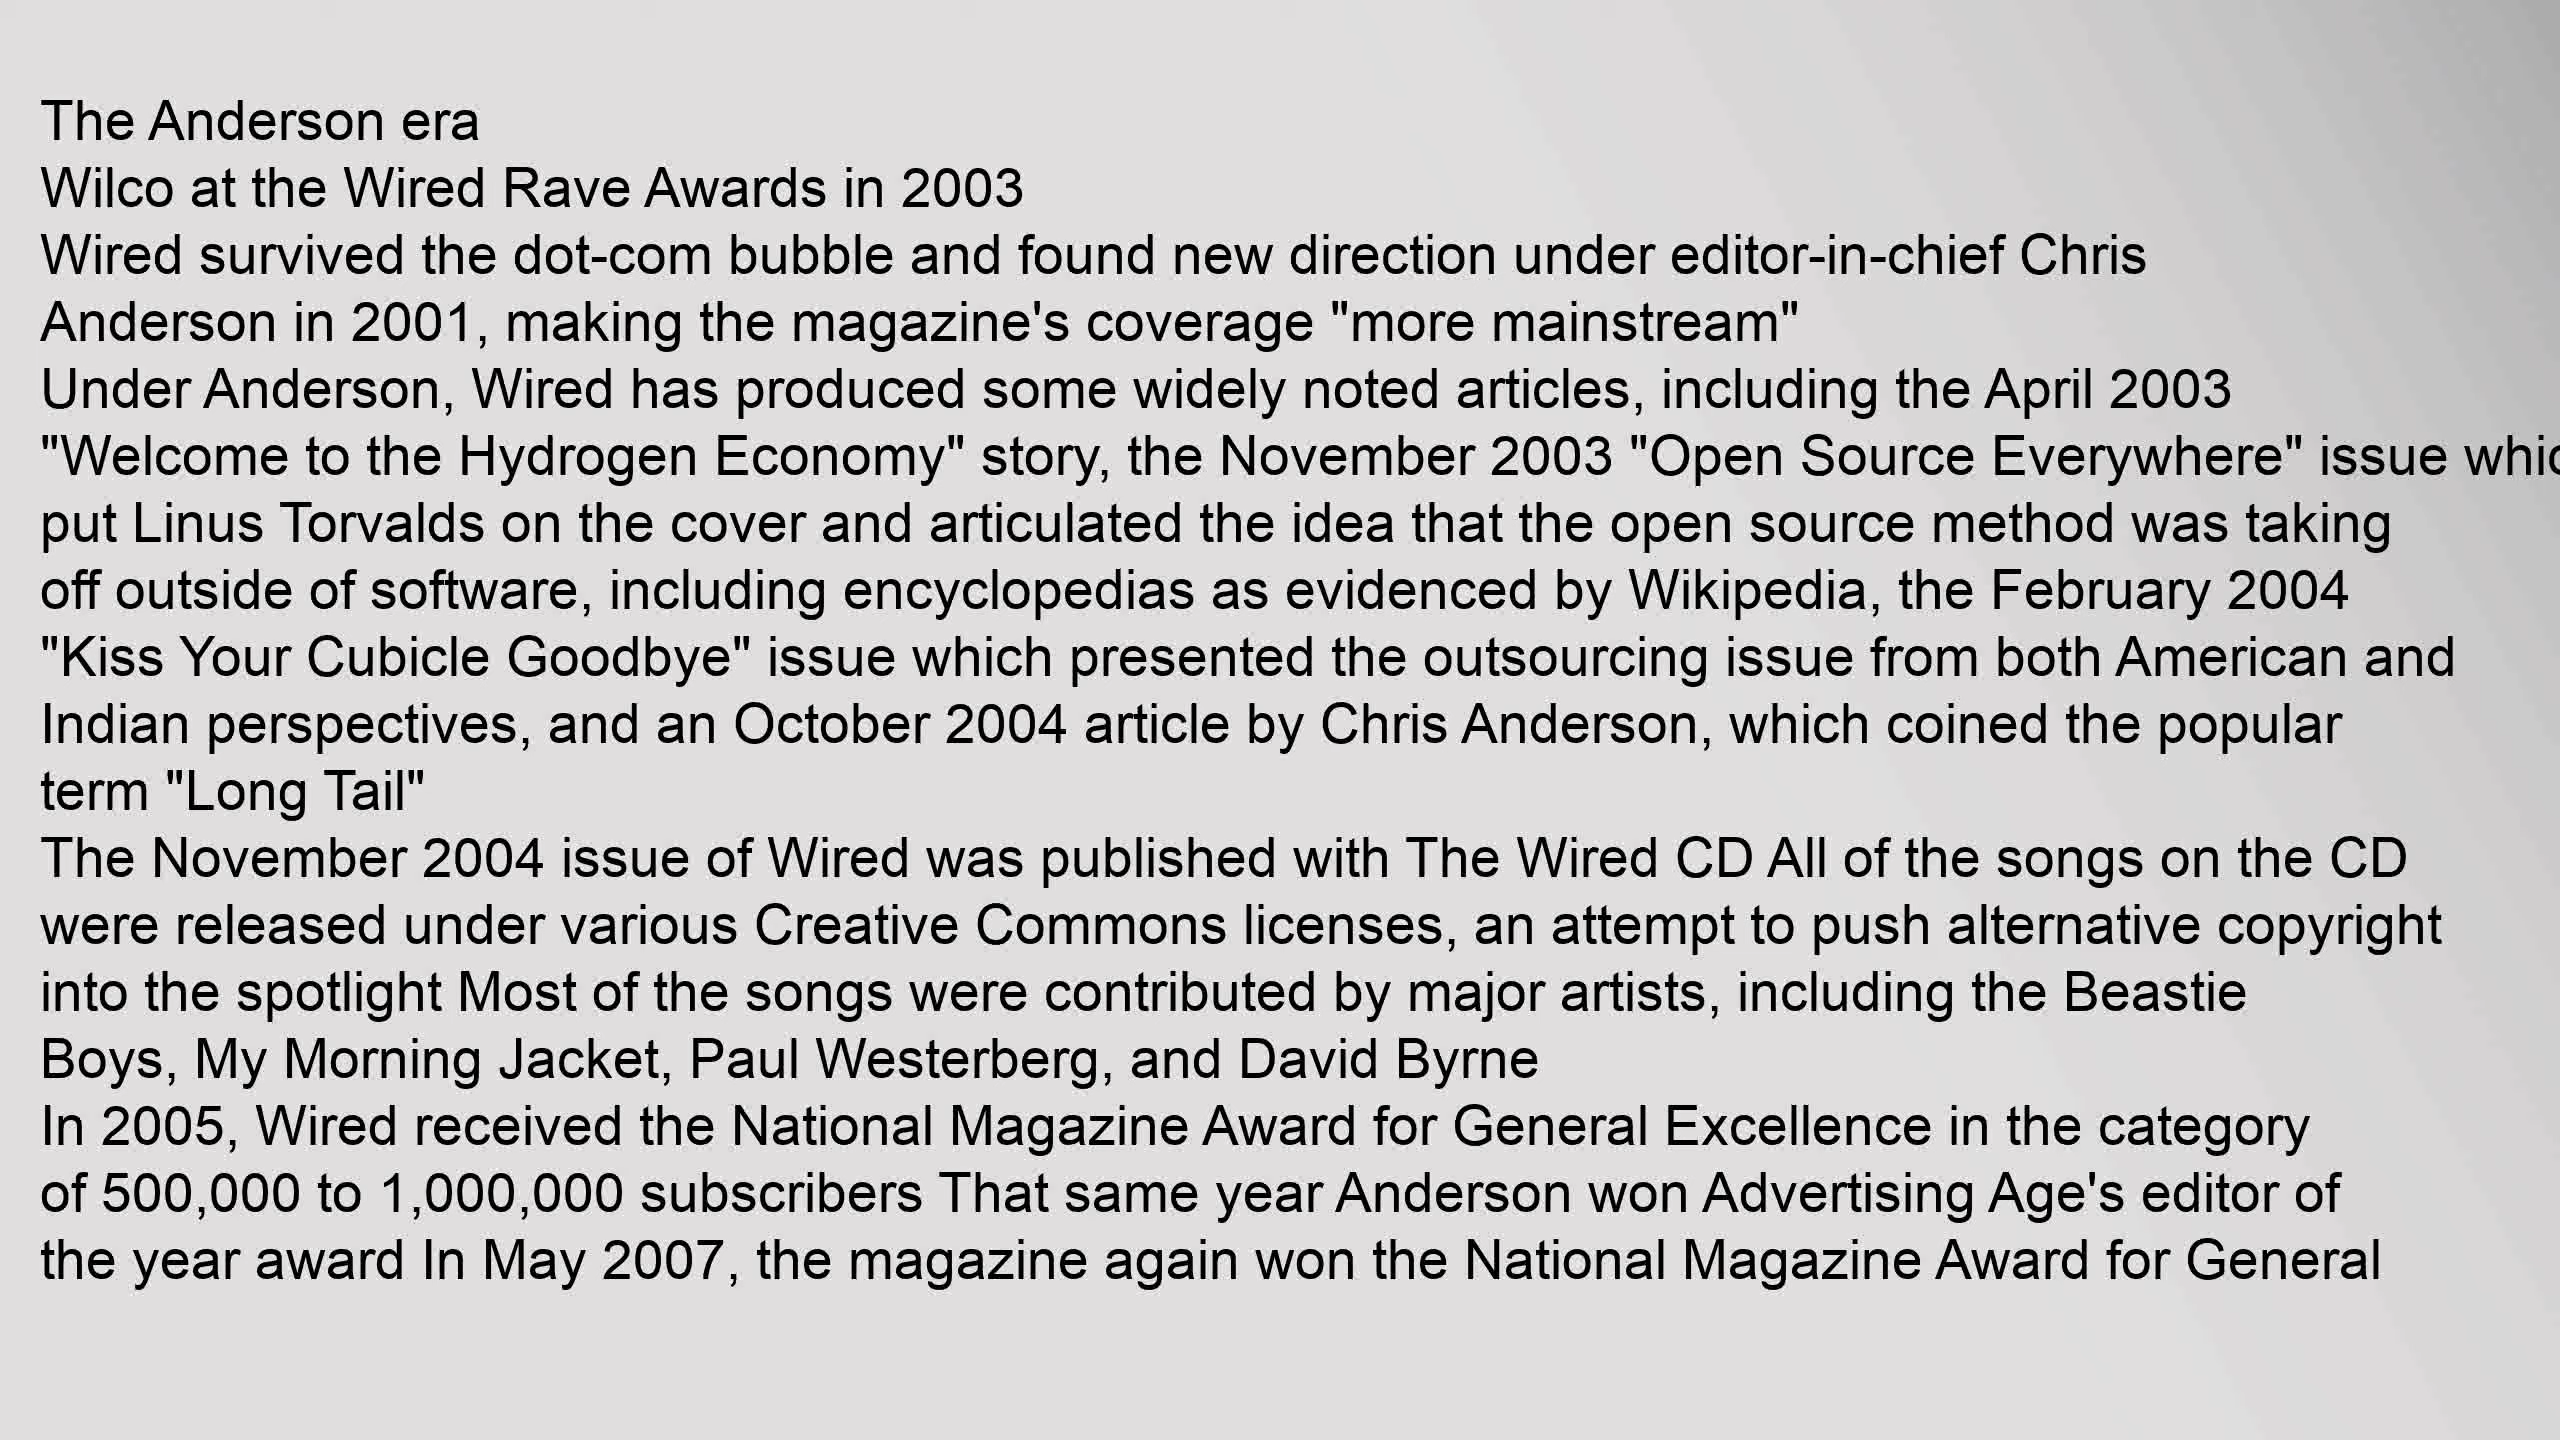 The Anderson era
Wilco at the Wired Rave Awards in 2003
Wired survived the dot-com bubble and found new direction under editor-in-chief Chris
Anderson in 2001, making the magazine's coverage "more mainstream"
Under Anderson, Wired has produced some widely noted articles, including the April 2003
"Welcome to the Hydrogen Economy" story, the November 2003 "Open Source Everywhere" issue
put Linus Torvalds on the cover and articulated the idea that the open source method was taking
off outside of software, including encyclopedias as evidenced by Wikipedia, the February 2004
"Kiss Your Cubicle Goodbye" issue which presented the outsourcing issue from both American and
Indian perspectives, and an October 2004 article by Chris Anderson, which coined the popular
term "Long Tail"
The November 2004 issue of Wired was published with The Wired CD All of the songs on the CD
were released under various Creative Commons licenses, an attempt to push alternative copyright
into the spotlight Most of the songs were contributed by major artists, including the Beastie
Boys, My Morning Jacket, Paul Westerberg, and David Byrne
In 2005, Wired received the National Magazine Award for General Excellence in the category
of 500,000 to 1,000,000 subscribers That same year Anderson won Advertising Age's editor of
the year award In May 2007, the magazine again won the National Magazine Award for General